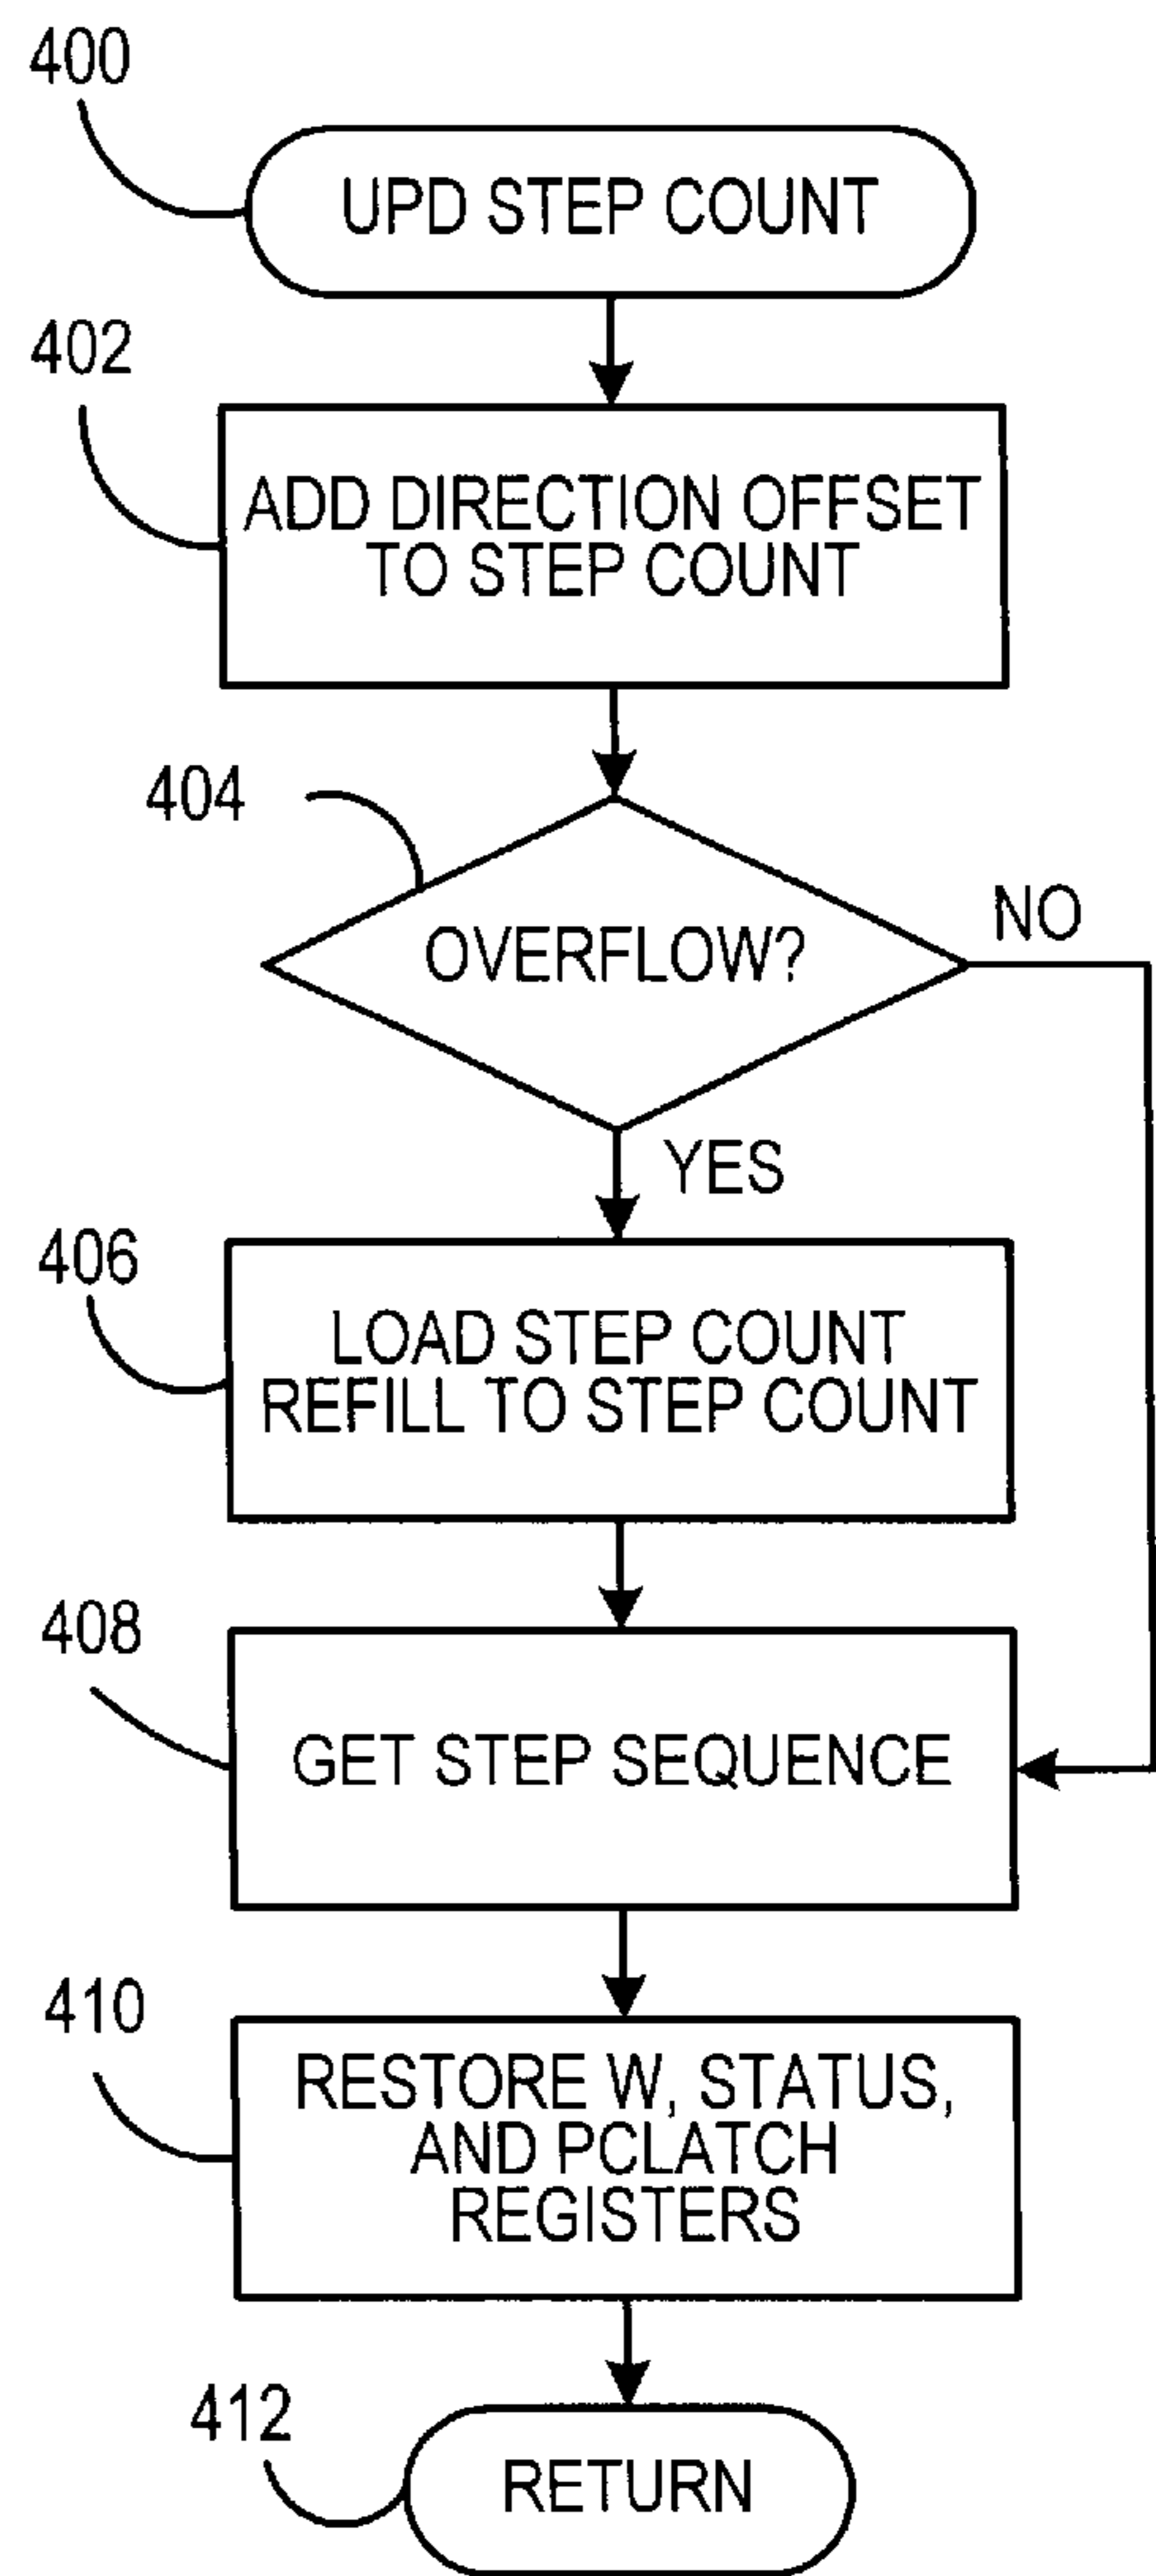 400
UPD STEP COUNT
402
ADD DIRECTION OFFSET
TO STEP COUNT
404
OVERFLOW?
NO
YES
406
LOAD STEP COUNT
REFILL TO STEP COUNT
408
GET STEP SEQUENCE
410
RESTORE W, STATUS,
AND PCLATCH
REGISTERS
412
RETURN